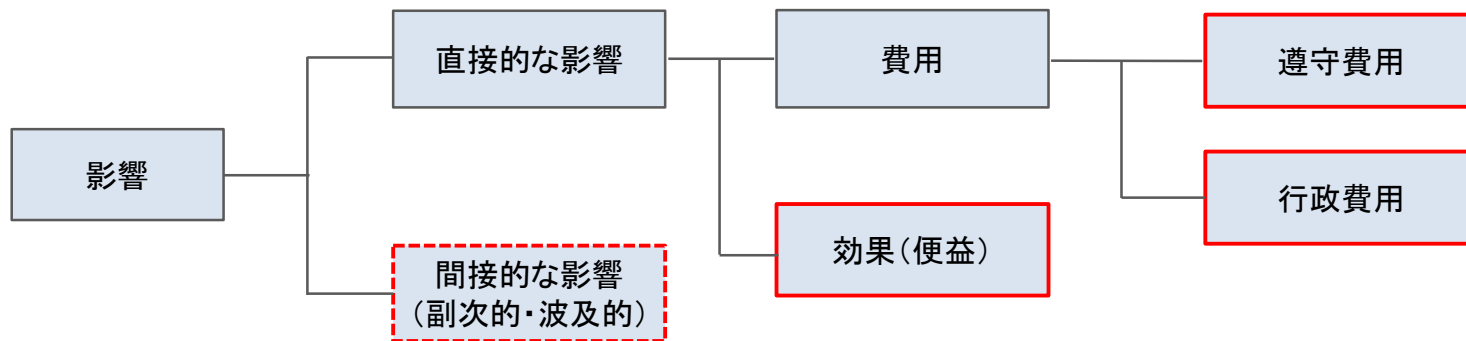 影響
直接的な影響
間接的な影響
(副次的・波及的)
費用
効果(便益)
遵守費用
行政費用